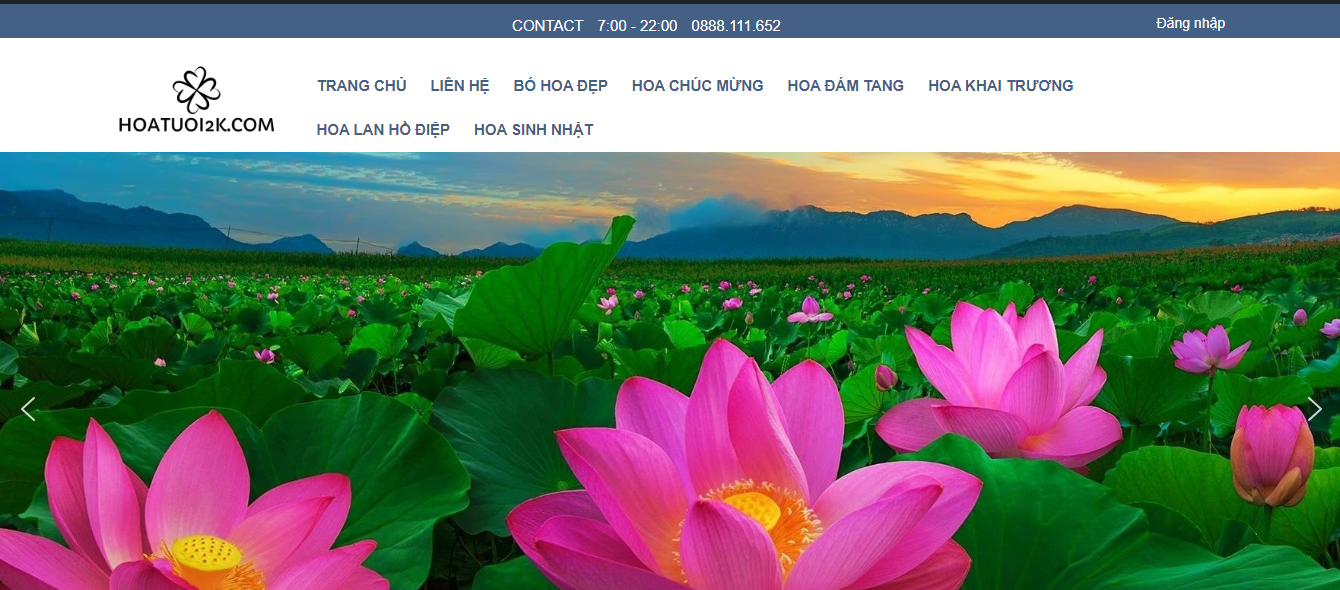 CONTACT 7:00 - 22:00 0888.111.652 Đăng nhập
HOATUOI2K.COM
TRANG CHỦ LIÊN HỆ BÓ HOA ĐẸP HOA CHÚC MỪNG HOA ĐÁM TANG HOA KHAI TRƯƠNG
HOA LAN HỒ ĐIỆP HOA SINH NHẬT